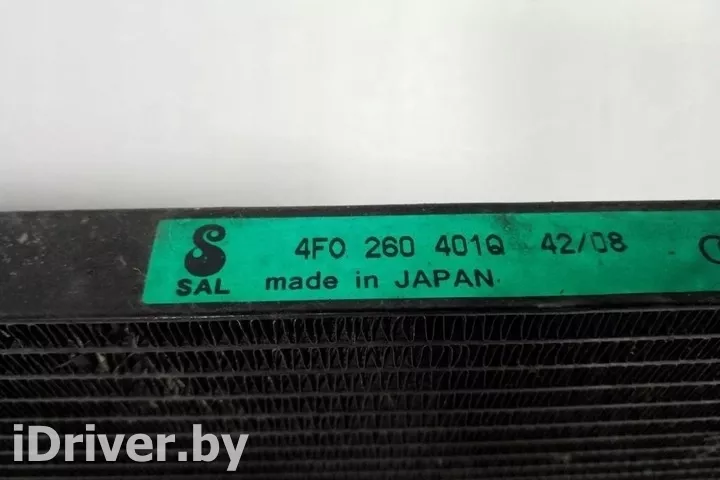 4F0 260 401Q 42/08
SAL made in JAPAN
iDriver.by